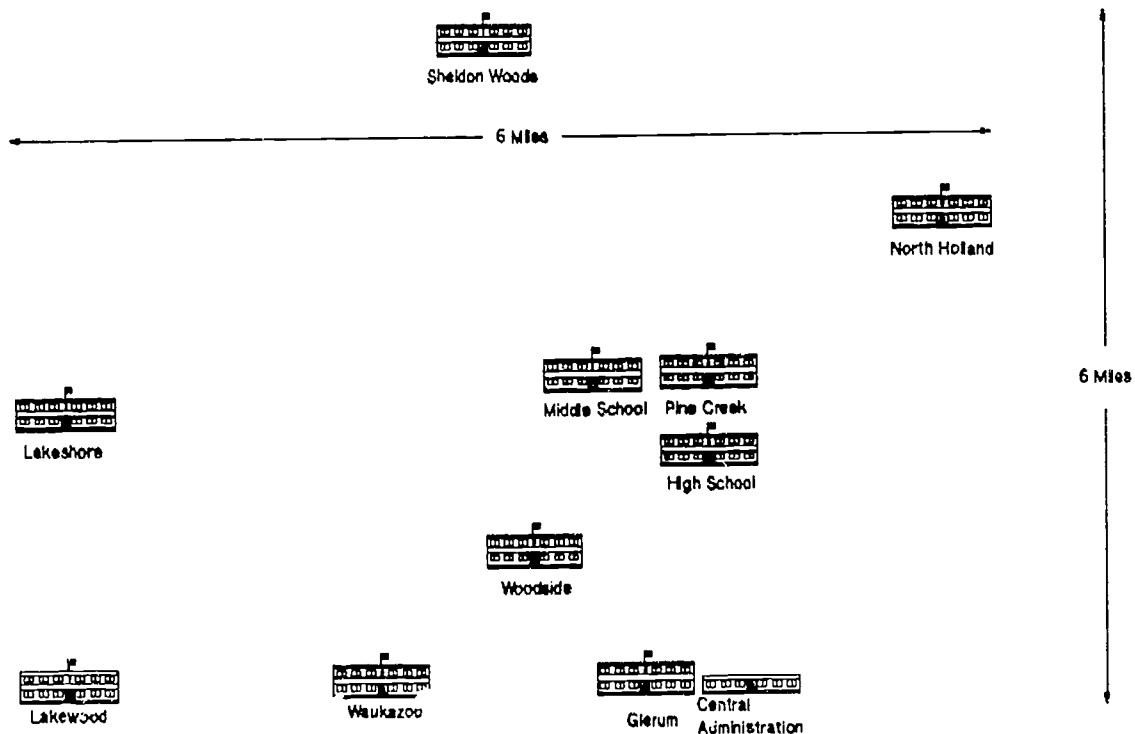 Sheldon Woods
6 Miles
North Holland
6 Miles
Middle School
Pine Creek
Lakeshore
High School
Woodside
Lakewood
Waukazoo
Glerum
Central
Administration